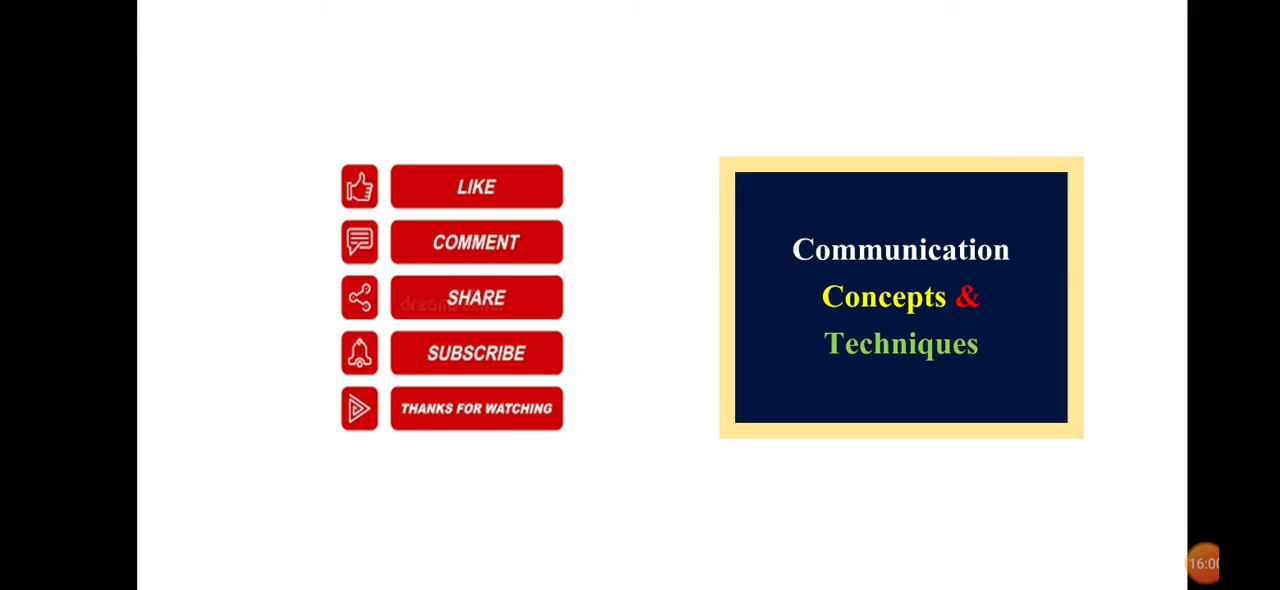 LIKE
COMMENT
SHARE
SUBSCRIBE
THANKS FOR WATCHING
Communication
Concepts &
Techniques
16:00